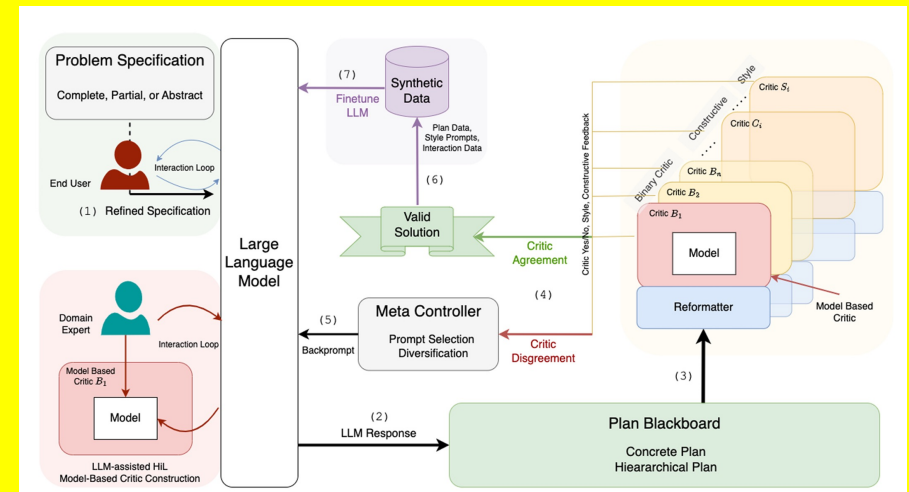 Problem Specification
Complete, Partial, or Abstract
End User
Interaction Loop
(1) Refined Specification
Large
Language
Model
Domain
Expert
Interaction Loop
Model Based
Critic B1
Model
LLM-assisted HiL
Model-Based Critic Construction
(7)
Finetune
LLM
Synthetic
Data
Plan Data,
Style Prompts,
Interaction Data
(6)
Valid
Solution
Critic
Agreement
(4)
Critic
Disgreement
Meta Controller
Prompt Selection
Diversification
(5)
Backprompt
(2)
LLM Response
Plan Blackboard
Concrete Plan
Hieararchical Plan
(3)
Critic Yes/No, Style, Constructive Feedback
Binary Critic
Constructive
Style
Critic Si
Critic Ci
Critic Bn
Critic B2
Critic B1
Model
Reformatter
Model Based
Critic